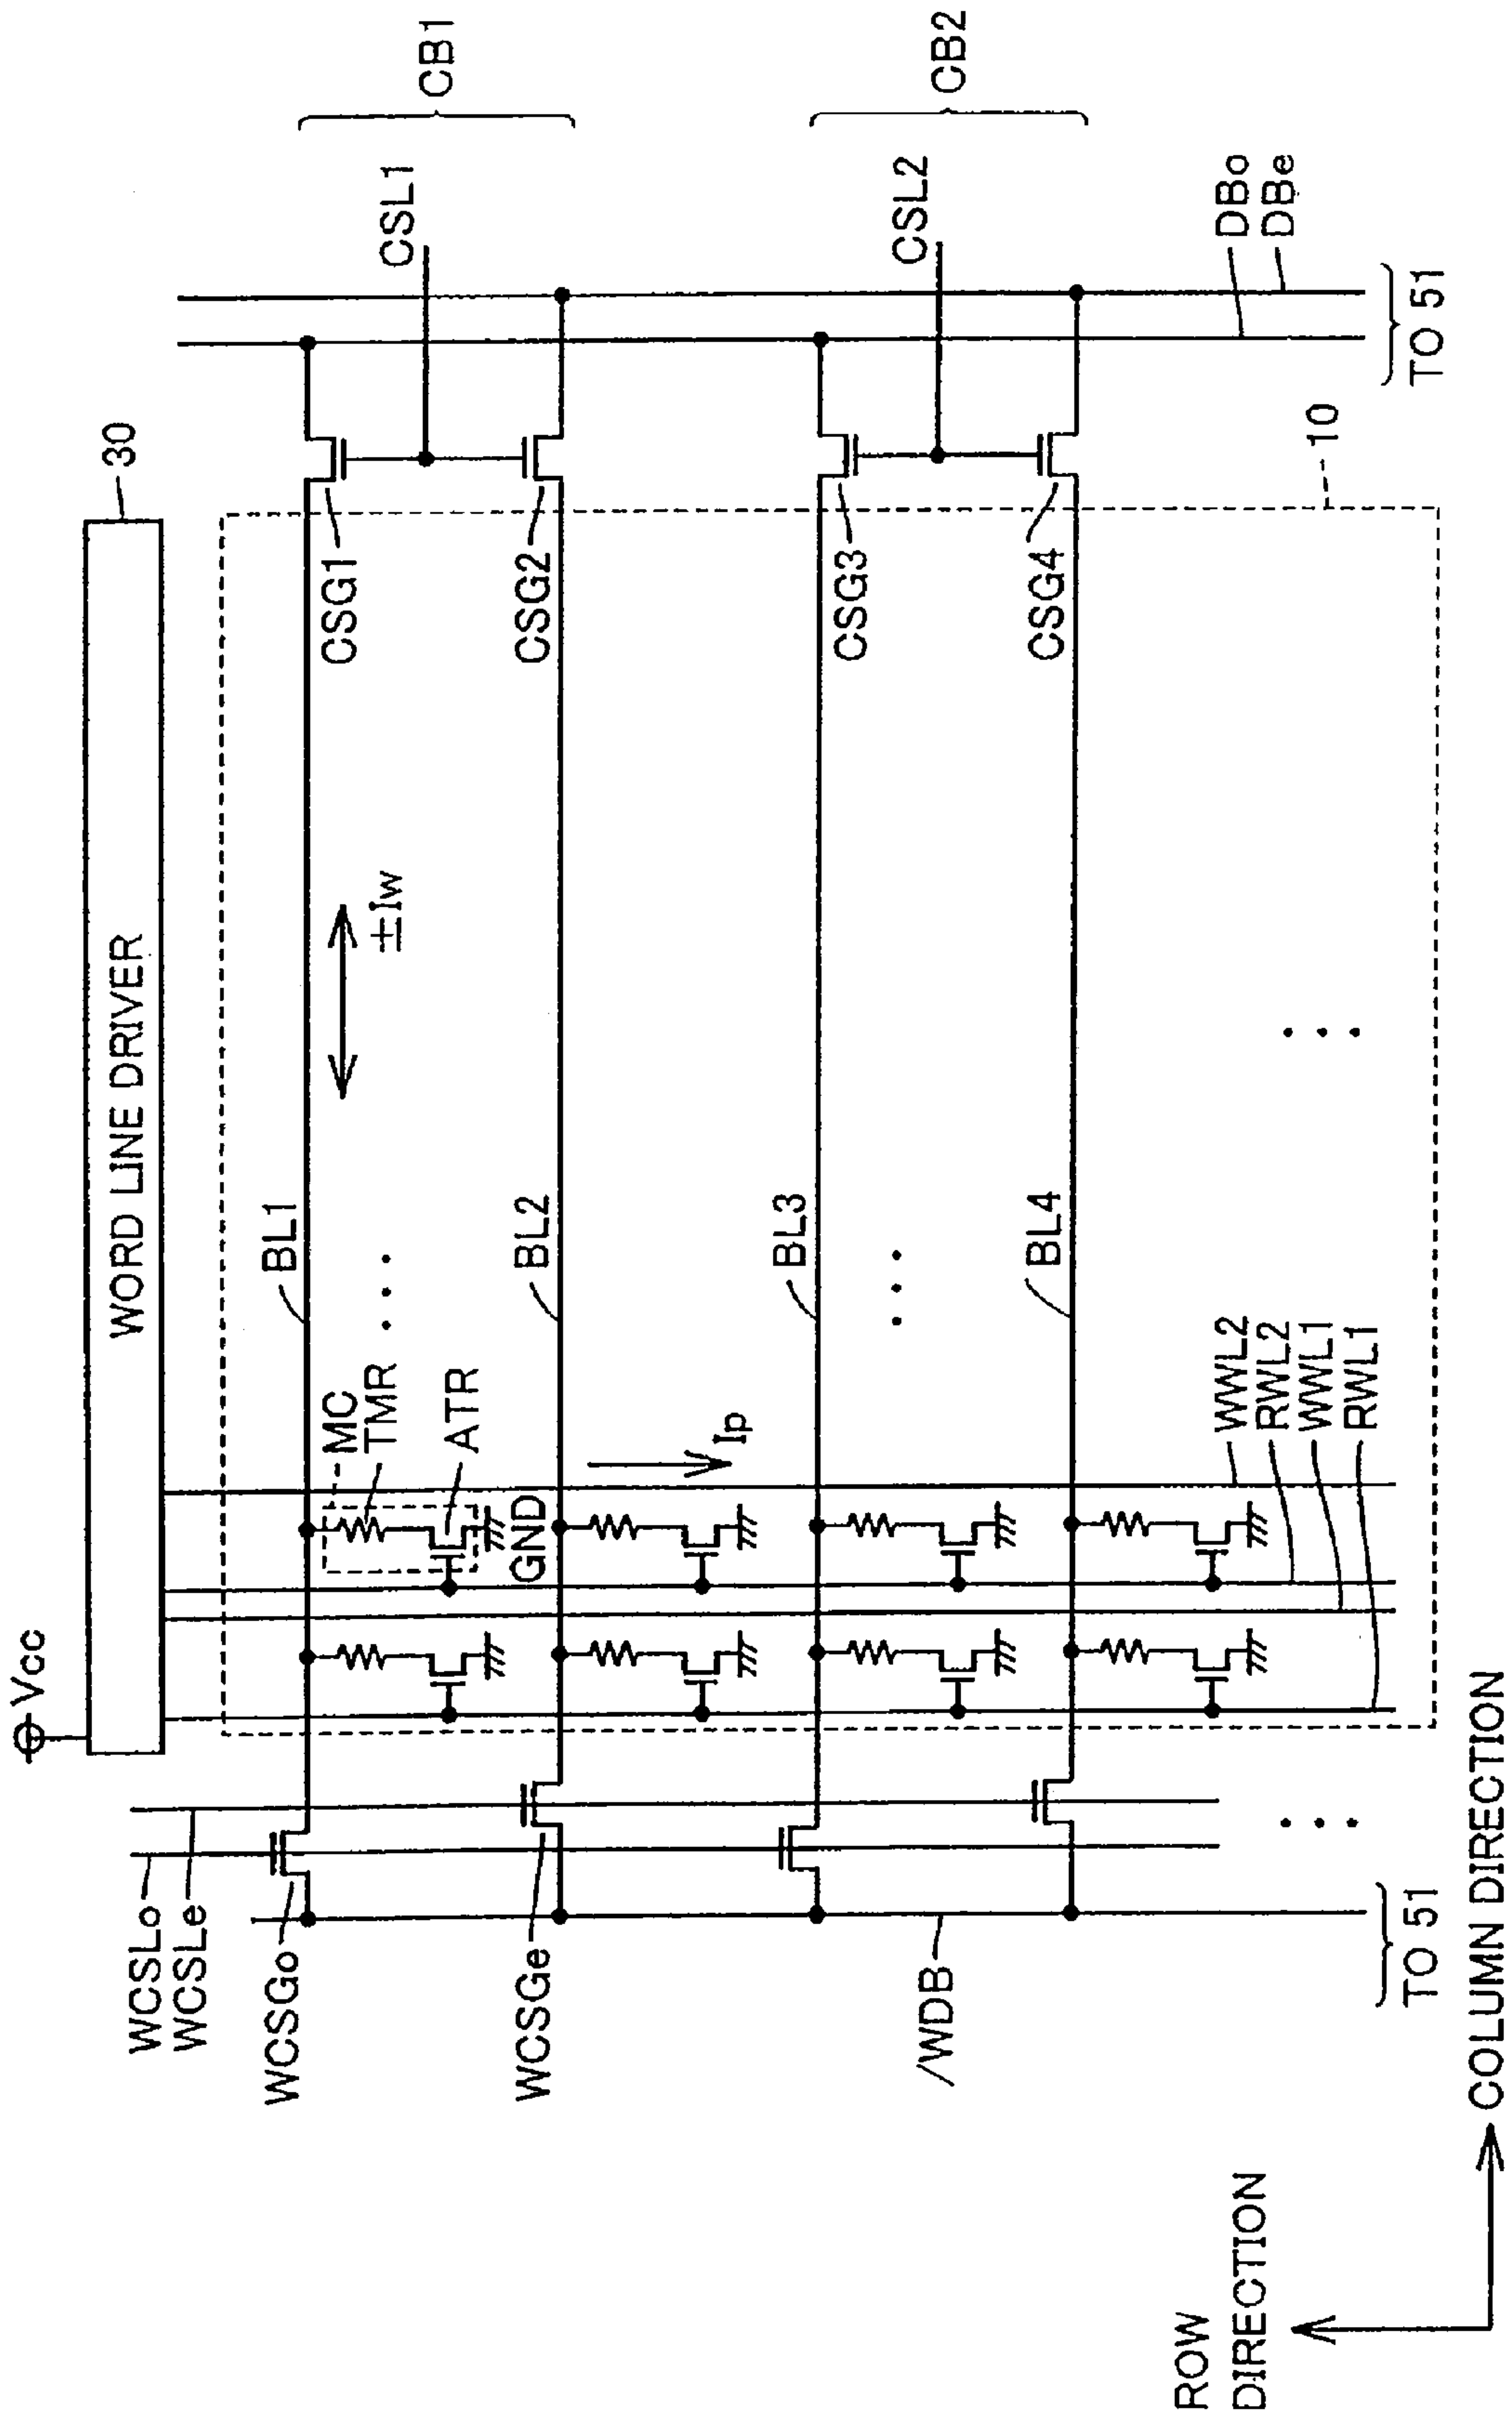 CB1
CB2
CSL1
CSL2
DBo
DBe
TO 51
30
10
CSG1
CSG2
CSG3
CSG4
WORD LINE DRIVER
±Iw
BL1
BL2
BL3
BL4
MC
TMR
ATR
GND
Ip
WWL2
RWL2
WWL1
RWL1
Vcc
WCSLo
WCSLe
WCSGo
WCSGe
/WDB
TO 51
ROW
DIRECTION
COLUMN DIRECTION